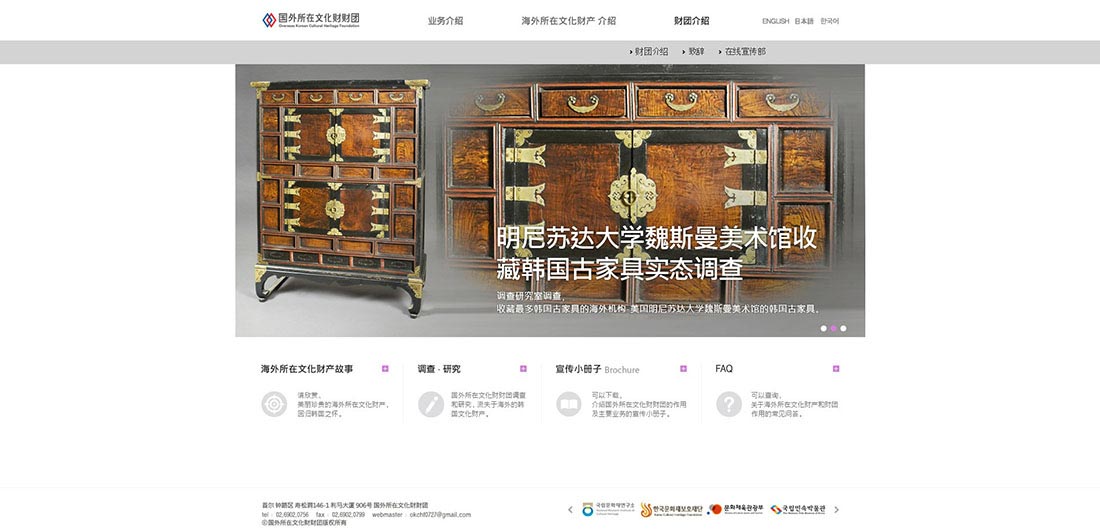 国外所在文化财财团
Overseas Korean Cultural Heritage Foundation
业务介绍
海外所在文化财产 介绍
财团介绍
ENGLISH 日本語 한국어
财团介绍 致辞 在线宣传部
明尼苏达大学魏斯曼美术馆收
藏韩国古家具实态调查
调查研究室调查,
收藏最多韩国古家具的海外机构-美国明尼苏达大学魏斯曼美术馆的韩国古家具。
海外所在文化财产故事
请欣赏,
美丽珍贵的海外所在文化财产,
回归韩国之怀。
调查 · 研究
国外所在文化财财团调查
和研究, 流失于海外的韩
国文化财产。
宣传小册子 Brochure
可以下载,
介绍国外所在文化财财团的作用
及主要业务的宣传小册子。
FAQ
可以查询,
关于海外所在文化财产和财团
作用的常见问答。
首尔 钟路区 寿松路146-1 利马大厦 906号 国外所在文化财财团
tel : 02.6902.0756 fax : 02.6902.0799 webmaster : okchf0727@gmail.com
ⓒ国外所在文化财财团版权所有
국립문화재연구소
한국문화재보호재단
문화체육관광부
국립민속박물관